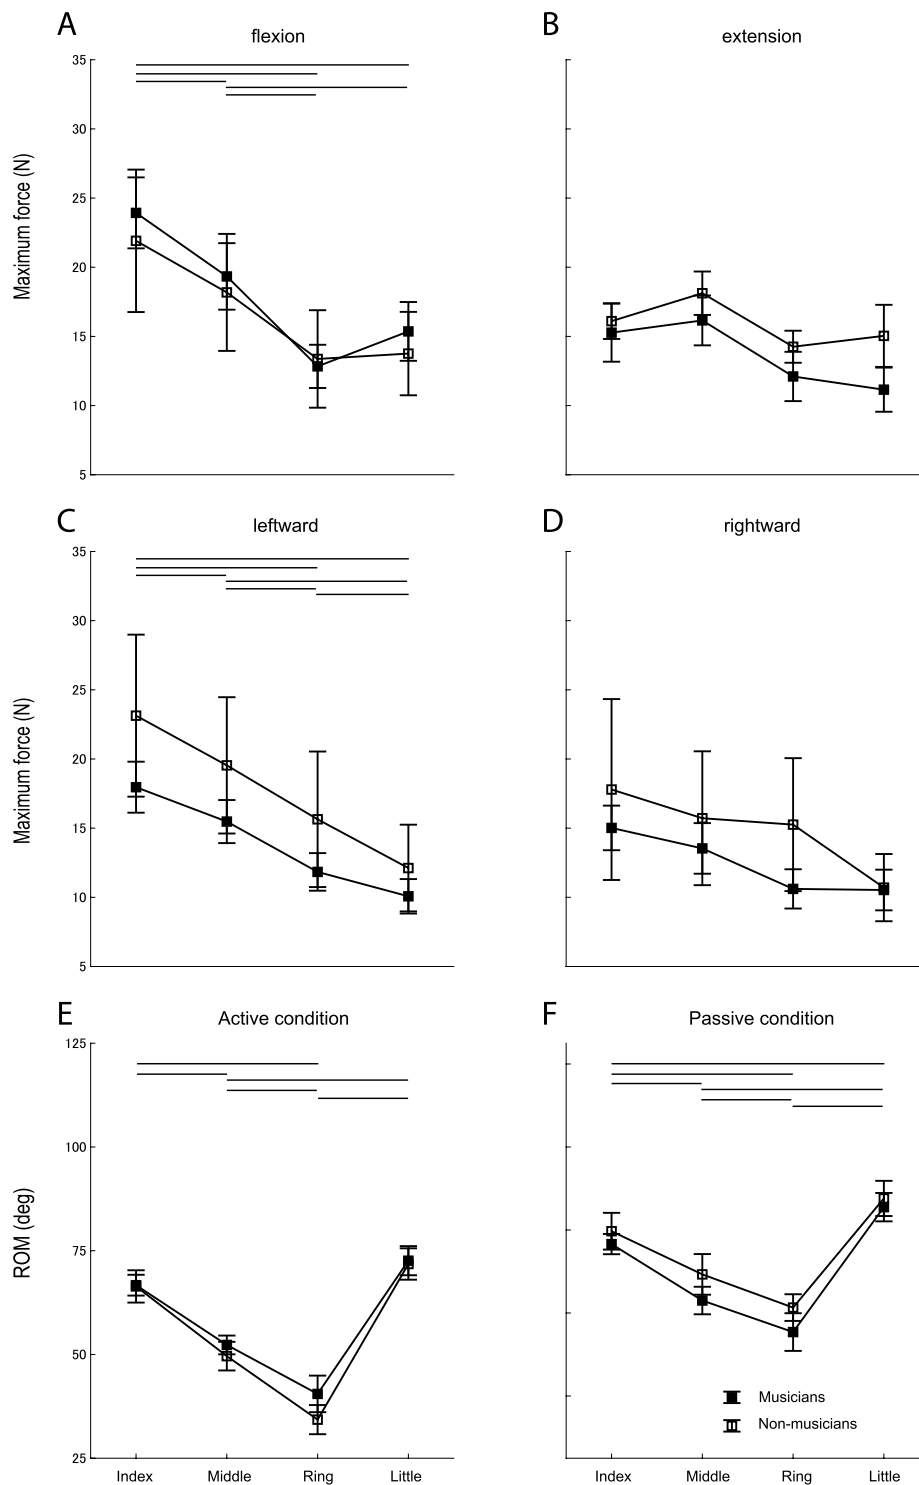 A
flexion
B
extension
Maximum force (N)
35
30
25
20
15
10
5
C
leftward
D
rightward
Maximum force (N)
35
30
25
20
15
10
5
E
Active condition
F
Passive condition
ROM (deg)
125
100
75
50
25
Musicians
Non-musicians
Index Middle Ring Little
Index Middle Ring Little